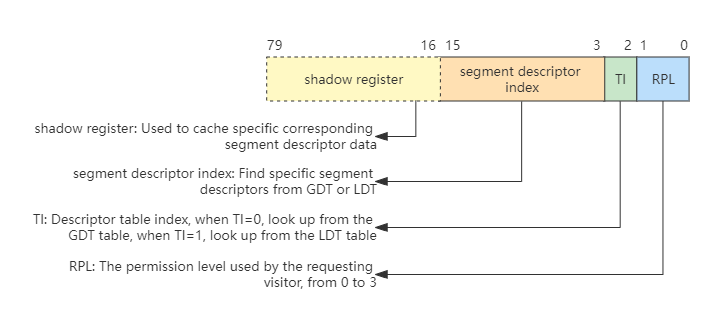 79 16 15 3 2 1 0
shadow register
segment descriptor
index
TI
RPL
shadow register: Used to cache specific corresponding
segment descriptor data
segment descriptor index: Find specific segment
descriptors from GDT or LDT
TI: Descriptor table index, when TI=0, look up from the
GDT table, when TI=1, look up from the LDT table
RPL: The permission level used by the requesting
visitor, from 0 to 3